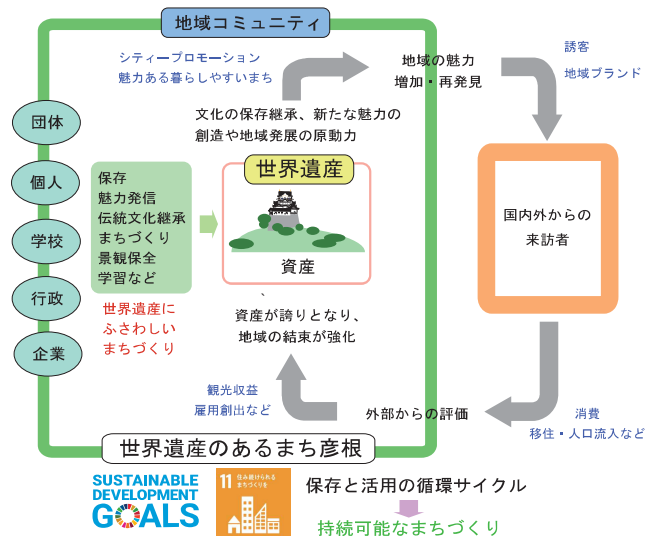 地域コミュニティ
シティープロモーション
魅力ある暮らしやすいまち
地域の魅力
増加・再発見
誘客
地域ブランド
文化の保存継承、新たな魅力の
創造や地域発展の原動力
団体
個人
学校
行政
企業
保存
魅力発信
伝統文化継承
まちづくり
景観保全
学習など
世界遺産に
ふさわしい
まちづくり
世界遺産
資産
、
資産が誇りとなり、
地域の結束が強化
国内外からの
来訪者
観光収益
雇用創出など
外部からの評価
消費
移住・人口流入など
世界遺産のあるまち彦根
SUSTAINABLE
DEVELOPMENT
GOALS
11 住み続けられる
まちづくりを
保存と活用の循環サイクル
持続可能なまちづくり